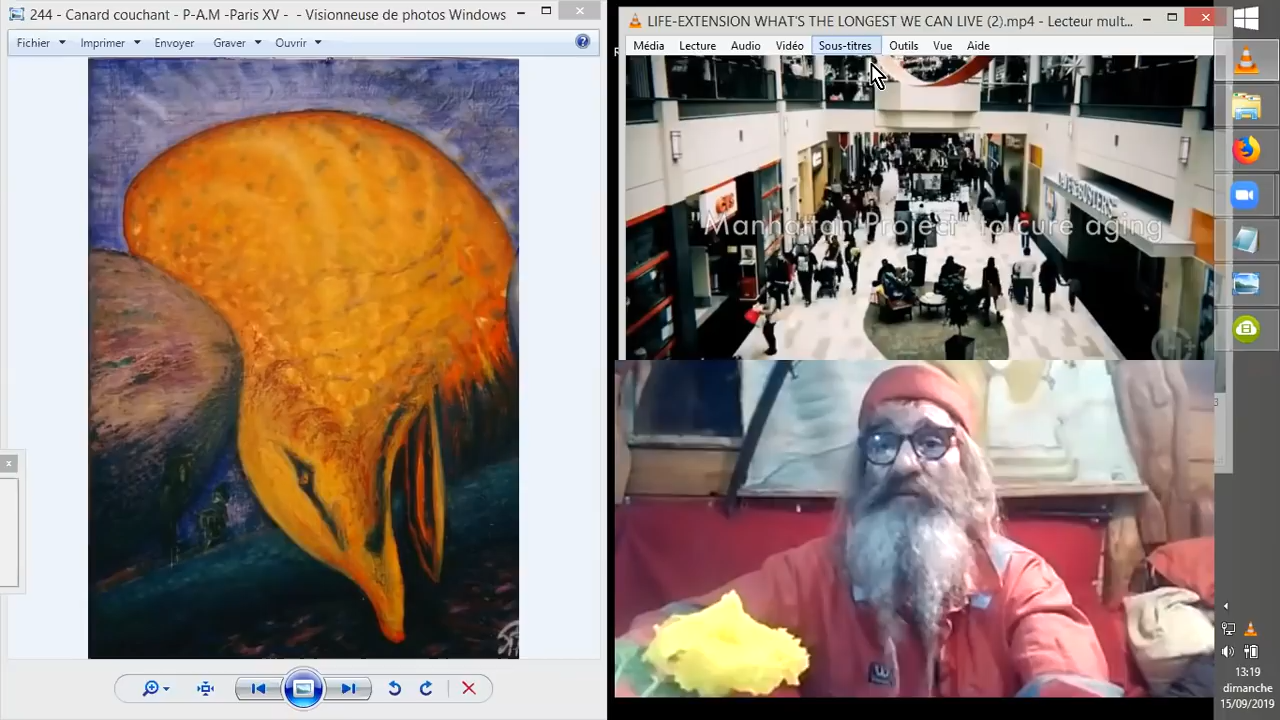 244 - Canard couchant - P-A.M -Paris XV - - Visionneuse de photos Windows
Fichier Imprimer Envoyer Graver Ouvrir
LIFE-EXTENSION WHAT'S THE LONGEST WE CAN LIVE (2).mp4 - Lecteur mult...
Média Lecture Audio Vidéo Sous-titres Outils Vue Aide
"Manhattan Project" to cure aging
13:19
dimanche
15/09/2019